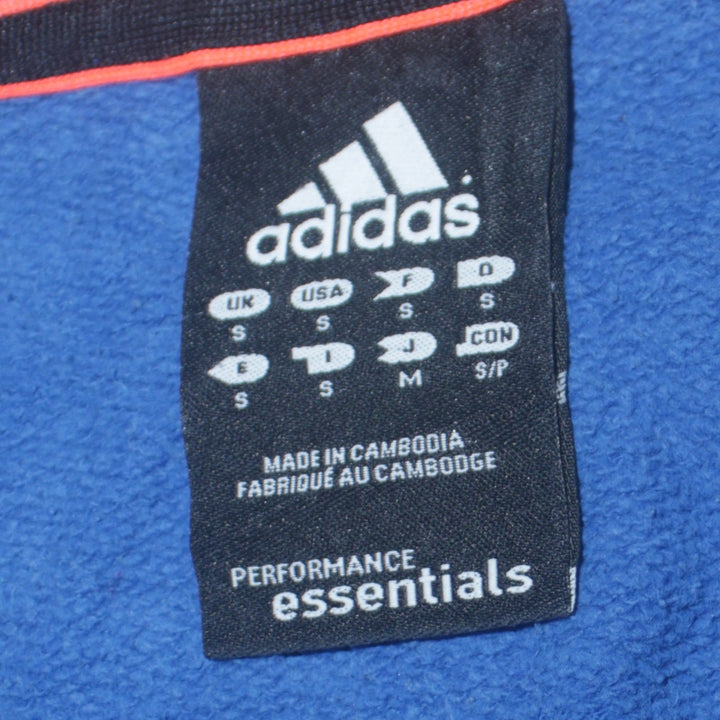 adidas
UK USA F D
S S S S
E I J CON
S S M S/P
MADE IN CAMBODIA
FABRIQUÉ AU CAMBODGE
PERFORMANCE
essentials